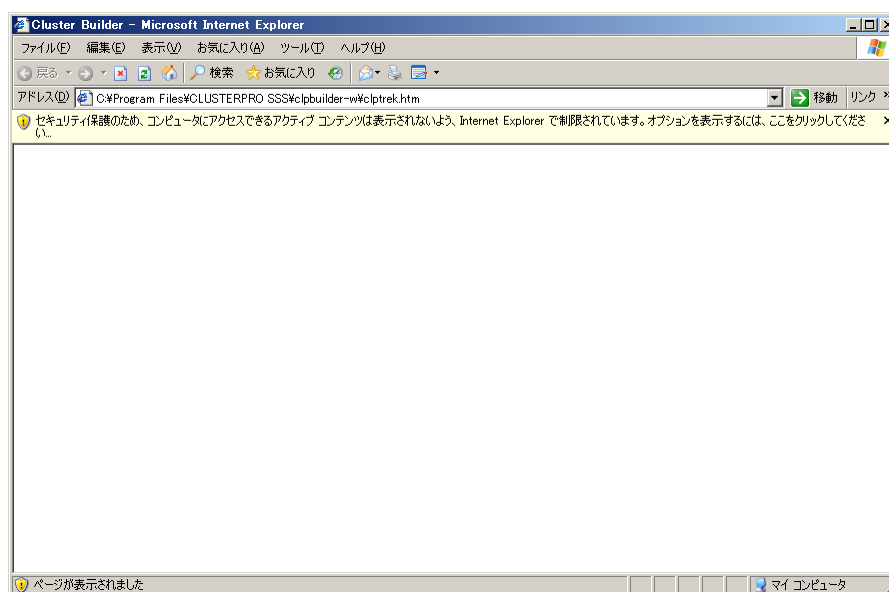 Cluster Builder - Microsoft Internet Explorer
ファイル(F) 編集(E) 表示(V) お気に入り(A) ツール(T) ヘルプ(H)
戻る 検索 お気に入り
アドレス(D) C:¥Program Files¥CLUSTERPRO SSS¥clpbuilder-w¥clptrek.htm 移動 リンク »
セキュリティ保護のため、コンピュータにアクセスできるアクティブ コンテンツは表示されないよう、Internet Explorer で制限されています。オプションを表示するには、ここをクリックしてくださ
い...
ページが表示されました マイ コンピュータ